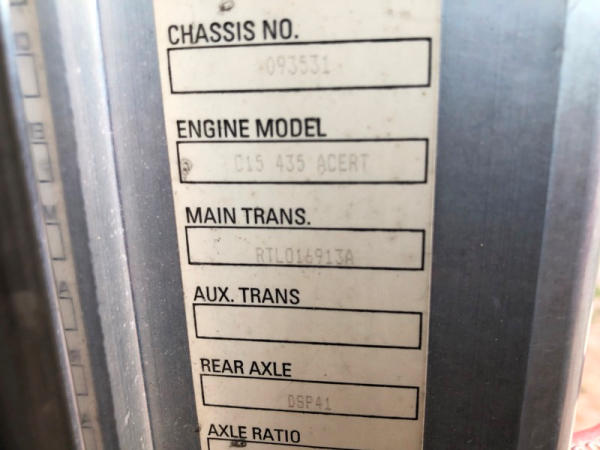 CHASSIS NO.
093531
ENGINE MODEL
C15 435 ACERT
MAIN TRANS.
RTLO16913A
AUX. TRANS
REAR AXLE
DSP41
AXLE RATIO